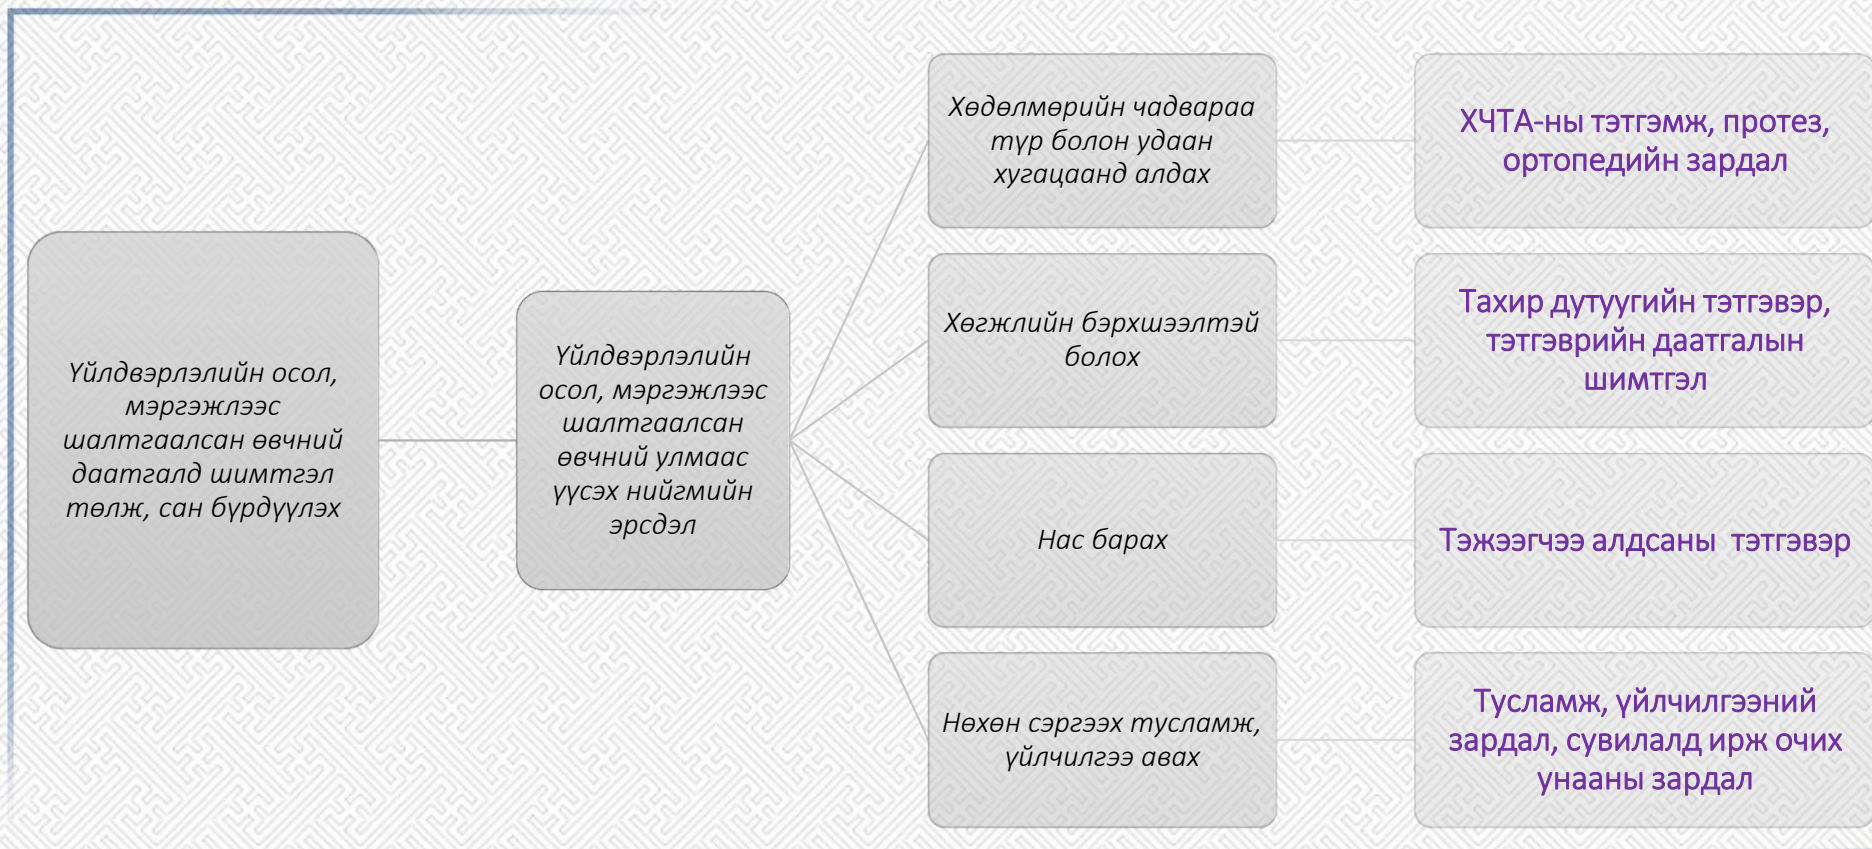 Үйлдвэрлэлийн осол,
мэргэжлээс
шалтгаалсан өвчний
даатгалд шимтгэл
төлж, сан бүрдүүлэх
Үйлдвэрлэлийн
осол, мэргэжлээс
шалтгаалсан
өвчний улмаас
үүсэх нийгмийн
эрсдэл
Хөдөлмөрийн чадвараа
түр болон удаан
хугацаанд алдах
ХЧТА-ны тэтгэмж, протез,
ортопедийн зардал
Хөгжлийн бэрхшээлтэй
болох
Тахир дутуугийн тэтгэвэр,
тэтгэврийн даатгалын
шимтгэл
Нас барах
Тэжээгчээ алдсаны тэтгэвэр
Нөхөн сэргээх тусламж,
үйлчилгээ авах
Тусламж, үйлчилгээний
зардал, сувилалд ирж очих
унааны зардал